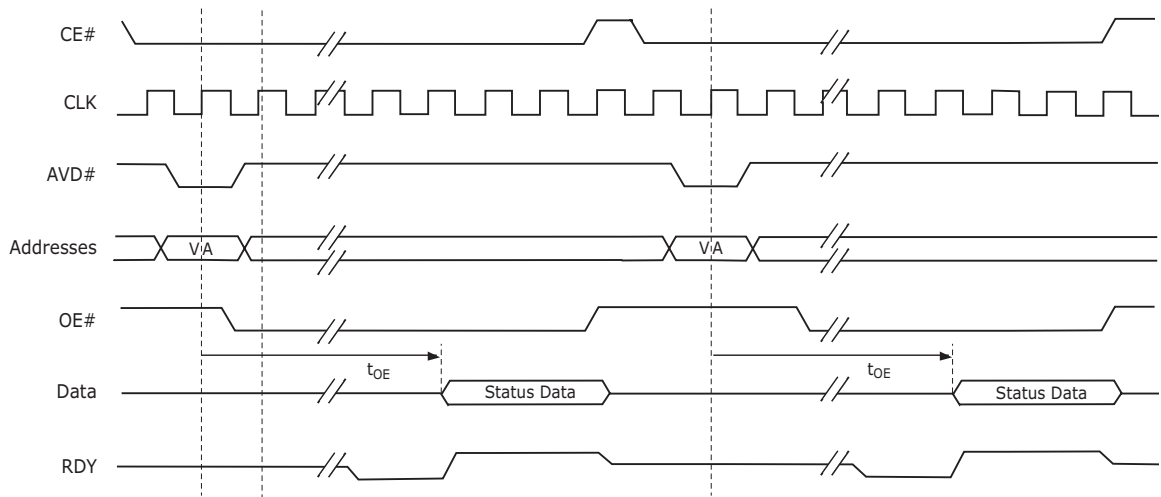 CE#
CLK
AVD#
Addresses VA VA
OE#
tOE tOE
Data Status Data Status Data
RDY